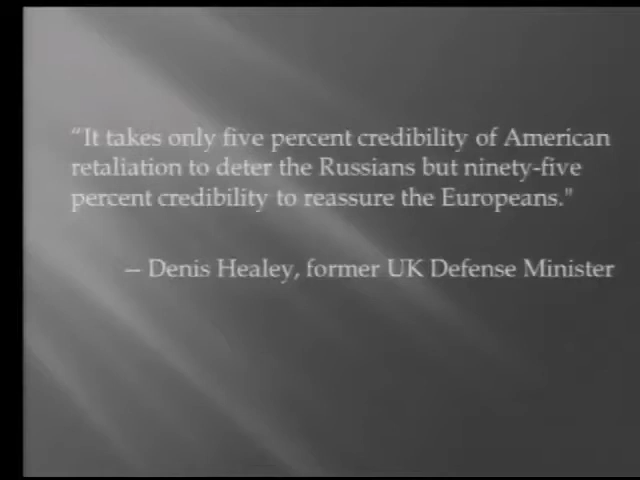 “It takes only five percent credibility of American
retaliation to deter the Russians but ninety-five
percent credibility to reassure the Europeans."
— Denis Healey, former UK Defense Minister